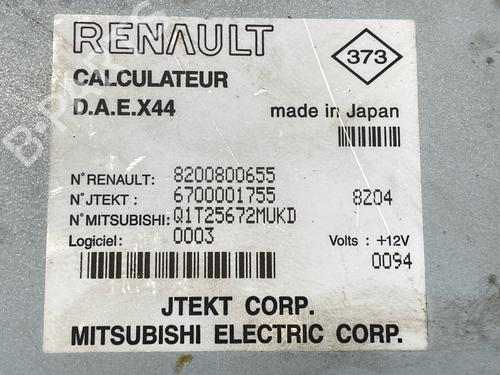 RENAULT
373
CALCULATEUR
D.A.E.X44
made in Japan
N°RENAULT: 8200800655
N°JTEKT: 6700001755 8Z04
N°MITSUBISHI: Q1T25672MUKD
Logiciel: 0003 Volts : +12V
0094
JTEKT CORP.
MITSUBISHI ELECTRIC CORP.
B-PARTS